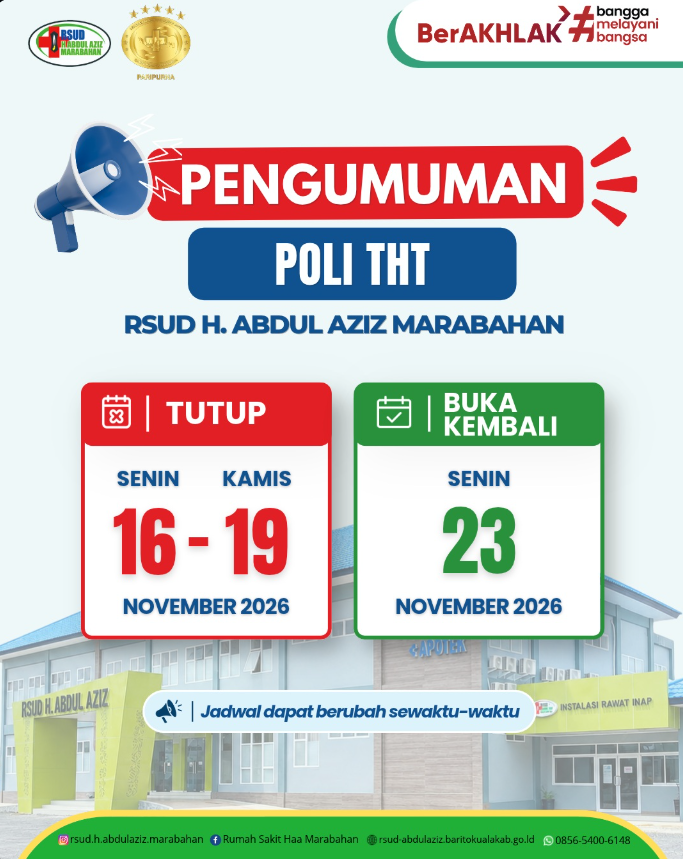 RSUD
H. ABDUL AZIZ
MARABAHAN
PARIPURNA
BerAKHLAK
#
bangga
melayani
bangsa
PENGUMUMAN
POLI THT
RSUD H. ABDUL AZIZ MARABAHAN
TUTUP
SENIN KAMIS
16 - 19
NOVEMBER 2026
BUKA
KEMBALI
SENIN
23
NOVEMBER 2026
APOTEK
RSUD H. ABDUL AZIZ
INSTALASI RAWAT INAP
Jadwal dapat berubah sewaktu-waktu
rsud.h.abdulaziz.marabahan Rumah Sakit Haa Marabahan rsud-abdulaziz.baritokualakab.go.id 0856-5400-6148